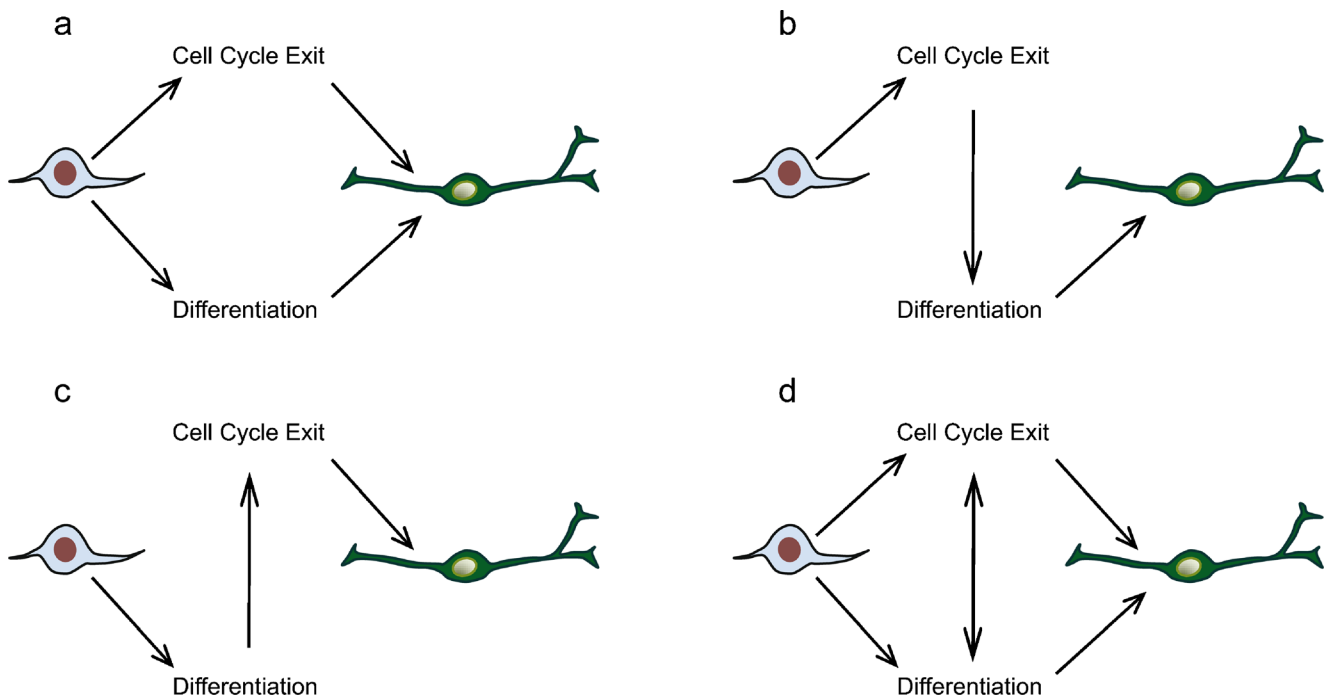 a
Cell Cycle Exit
Differentiation
b
Cell Cycle Exit
Differentiation
c
Cell Cycle Exit
Differentiation
d
Cell Cycle Exit
Differentiation